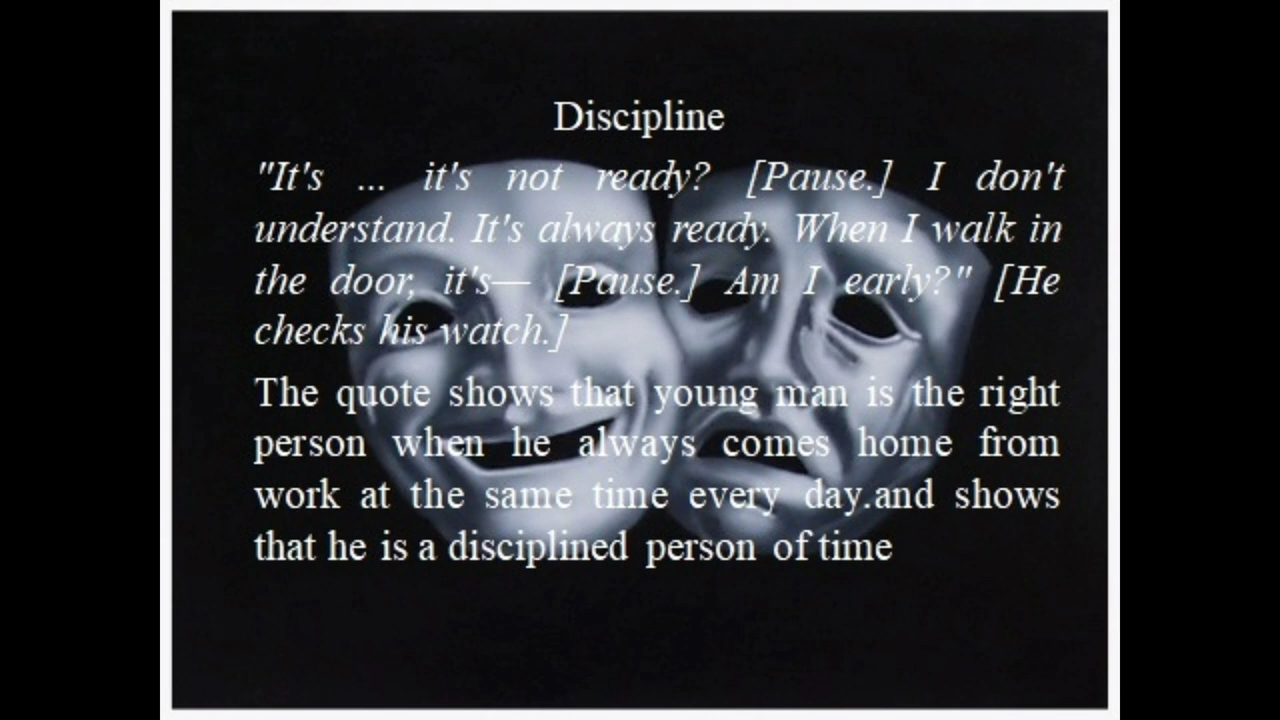 Discipline
"It's ... it's not ready? [Pause.] I don't
understand. It's always ready. When I walk in
the door, it's— [Pause.] Am I early?" [He
checks his watch.]
The quote shows that young man is the right
person when he always comes home from
work at the same time every day.and shows
that he is a disciplined person of time